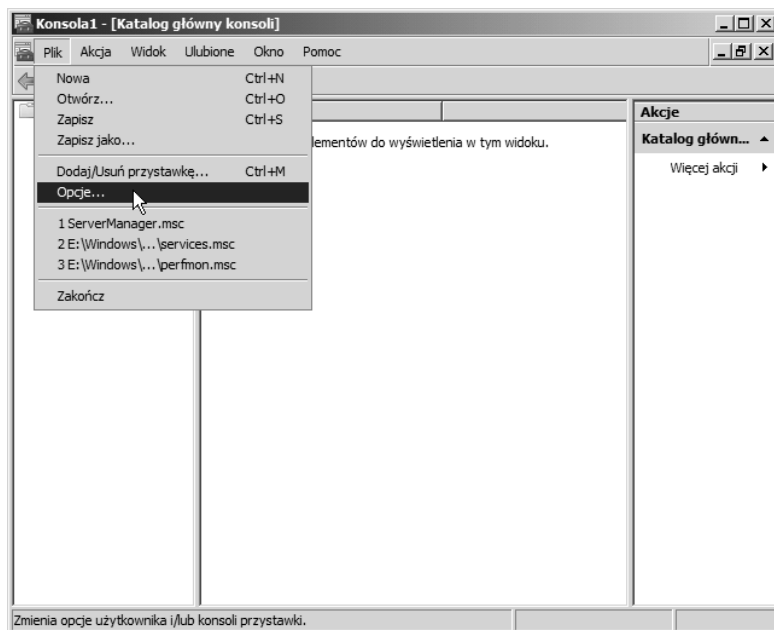 Konsola1 - [Katalog główny konsoli]
Plik Akcja Widok Ulubione Okno Pomoc
Nowa Ctrl+N
Otwórz... Ctrl+O
Zapisz Ctrl+S
Zapisz jako...
Dodaj/Usuń przystawkę... Ctrl+M
Opcje...
1 ServerManager.msc
2 E:\Windows\...\services.msc
3 E:\Windows\...\perfmon.msc
Zakończ
do wyświetlenia w tym widoku.
Akcje
Katalog główn...
Więcej akcji
Zmienia opcje użytkownika i/lub konsoli przystawki.